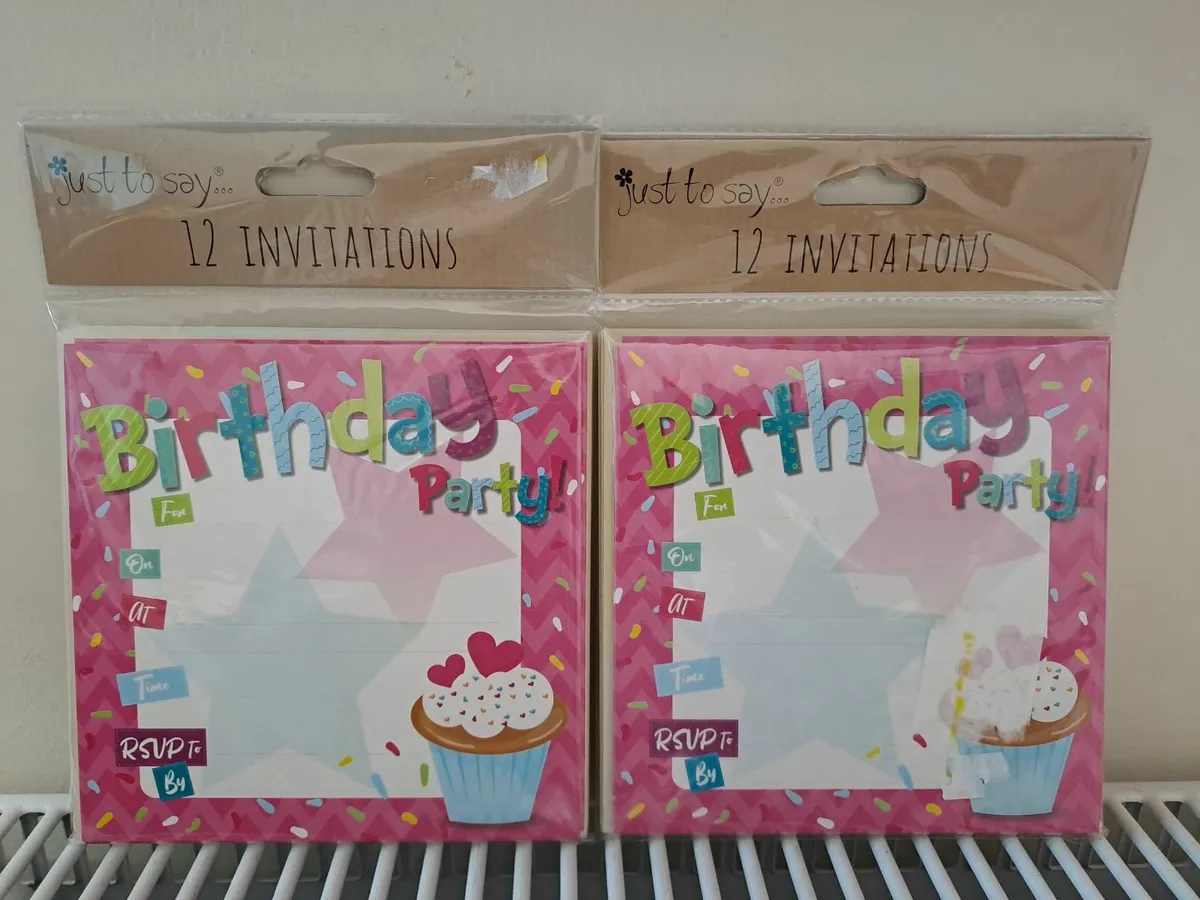 just to say®...
12 INVITATIONS
Birthday
Party!
For
On
AT
Time
RSVP To
By
just to say®...
12 INVITATIONS
Birthday
Party!
For
On
AT
Time
RSVP To
By